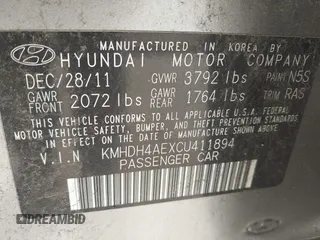 MANUFACTURED IN KOREA BY
HYUNDAI MOTOR COMPANY
DEC/28/11 GVWR 3792 lbs PAINT N5S
GAWR FRONT 2072 lbs GAWR REAR 1764 lbs TRIM RAS
THIS VEHICLE CONFORMS TO ALL APPLICABLE U.S.A. FEDERAL
MOTOR VEHICLE SAFETY, BUMPER, AND THEFT PREVENTION STANDARDS
IN EFFECT ON THE DATE OF MANUFACTURE SHOWN ABOVE.
V.I.N KMHDH4AEXCU411894
PASSENGER CAR
DREAMBID